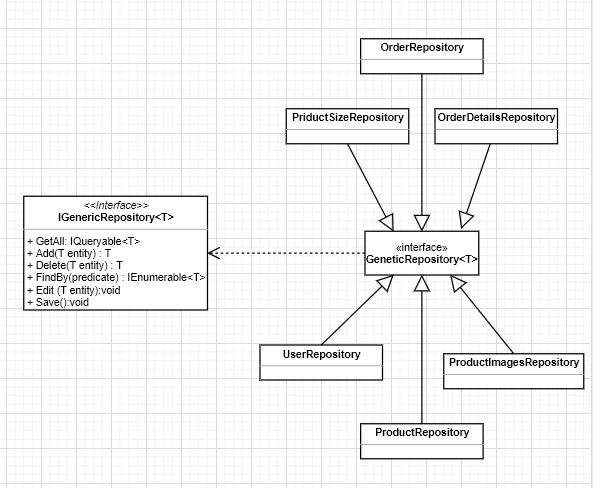 OrderRepository
PriductSizeRepository
OrderDetailsRepository
<<Interface>>
IGenericRepository<T>
+ GetAll: IQueryable<T>
+ Add(T entity) : T
+ Delete(T entity) : T
+ FindBy(predicate) : IEnumerable<T>
+ Edit (T entity):void
+ Save():void
«interface»
GeneticRepository<T>
UserRepository
ProductImagesRepository
ProductRepository